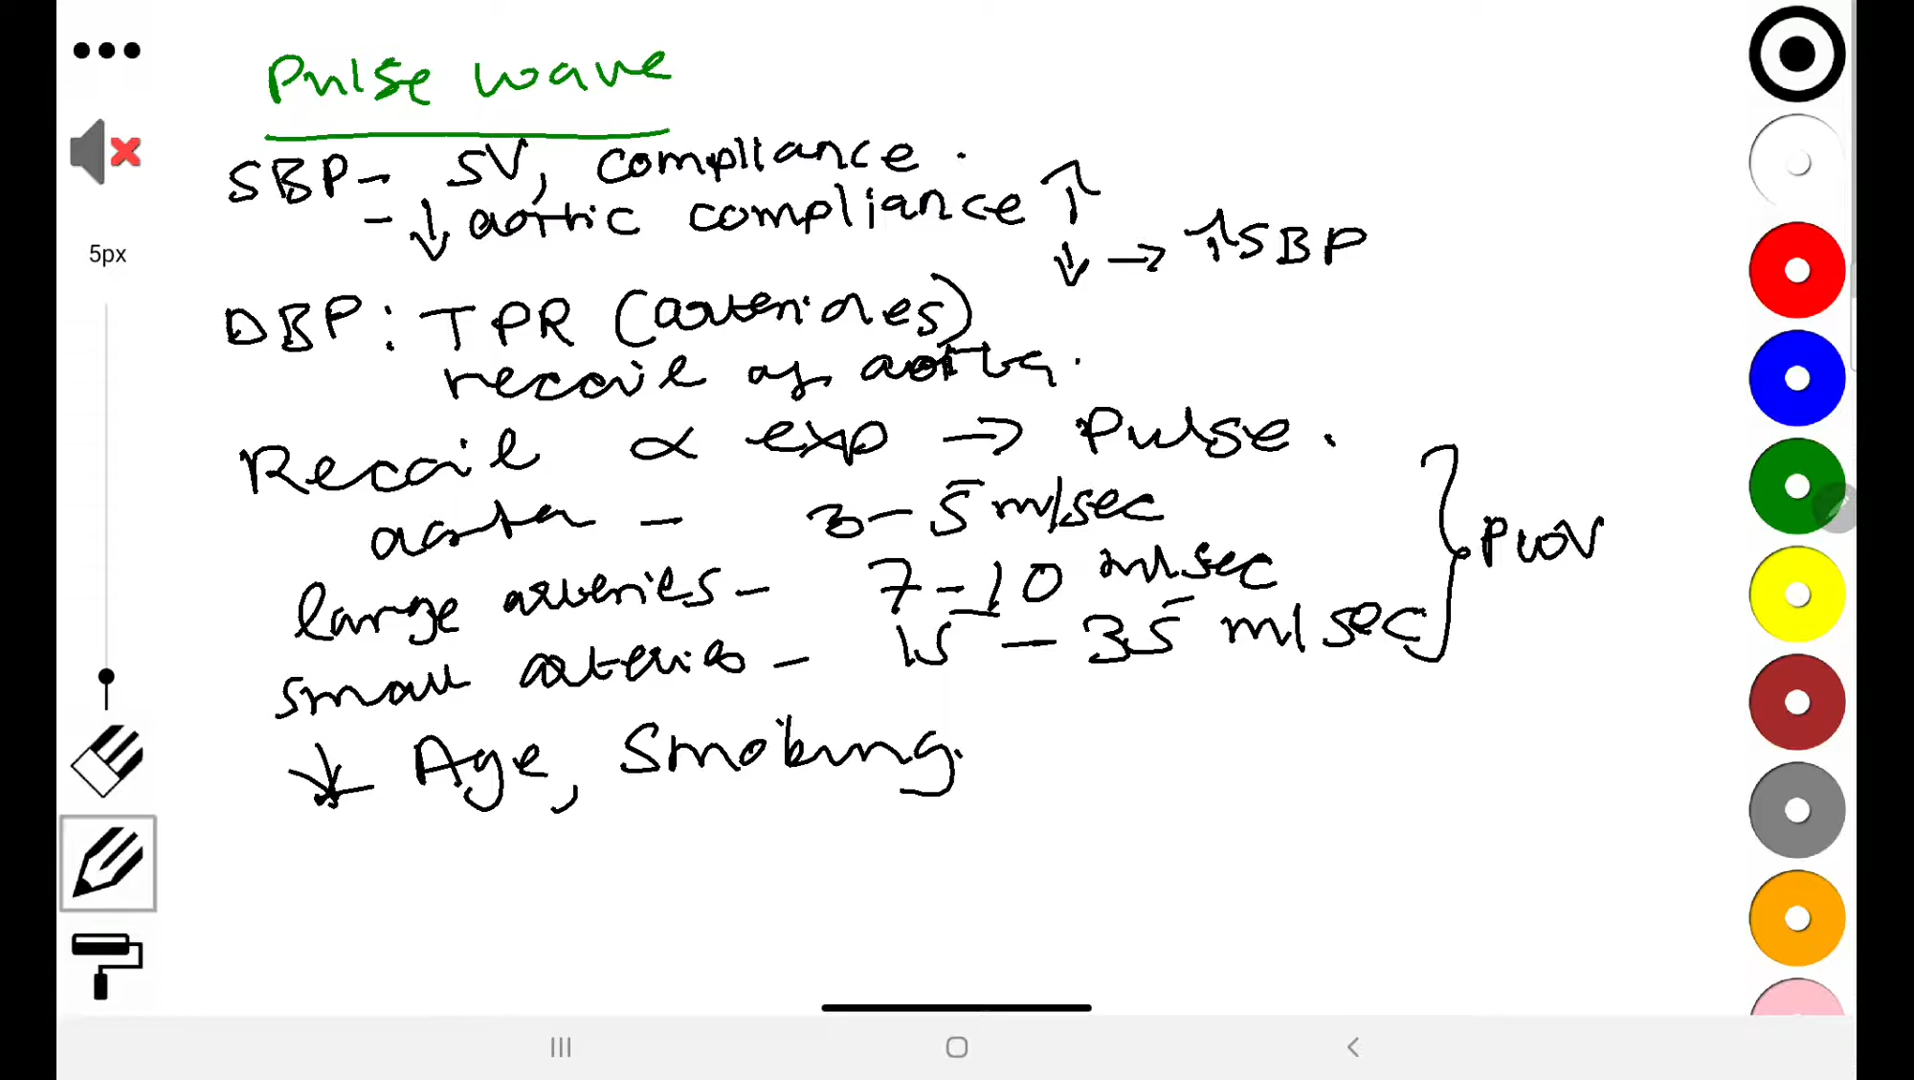 5px
Pulse wave
SBP - SV, compliance.
- ↓ aortic compliance ↑
↓ → ↑SBP
DBP: TPR (arterioles)
recoil of aorta.
Recoil ∝ exp → Pulse.
aorta - 3-5 m/sec
large arteries - 7-10 m/sec
small arteries - 15 - 35 m/sec
PWV
↓ Age, Smoking.